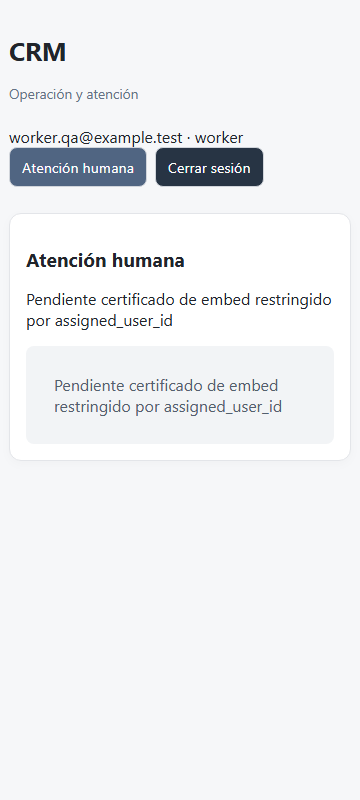 CRM
Operación y atención
worker.qa@example.test · worker
Atención humana
Cerrar sesión
Atención humana
Pendiente certificado de embed restringido
por assigned_user_id
Pendiente certificado de embed
restringido por assigned_user_id